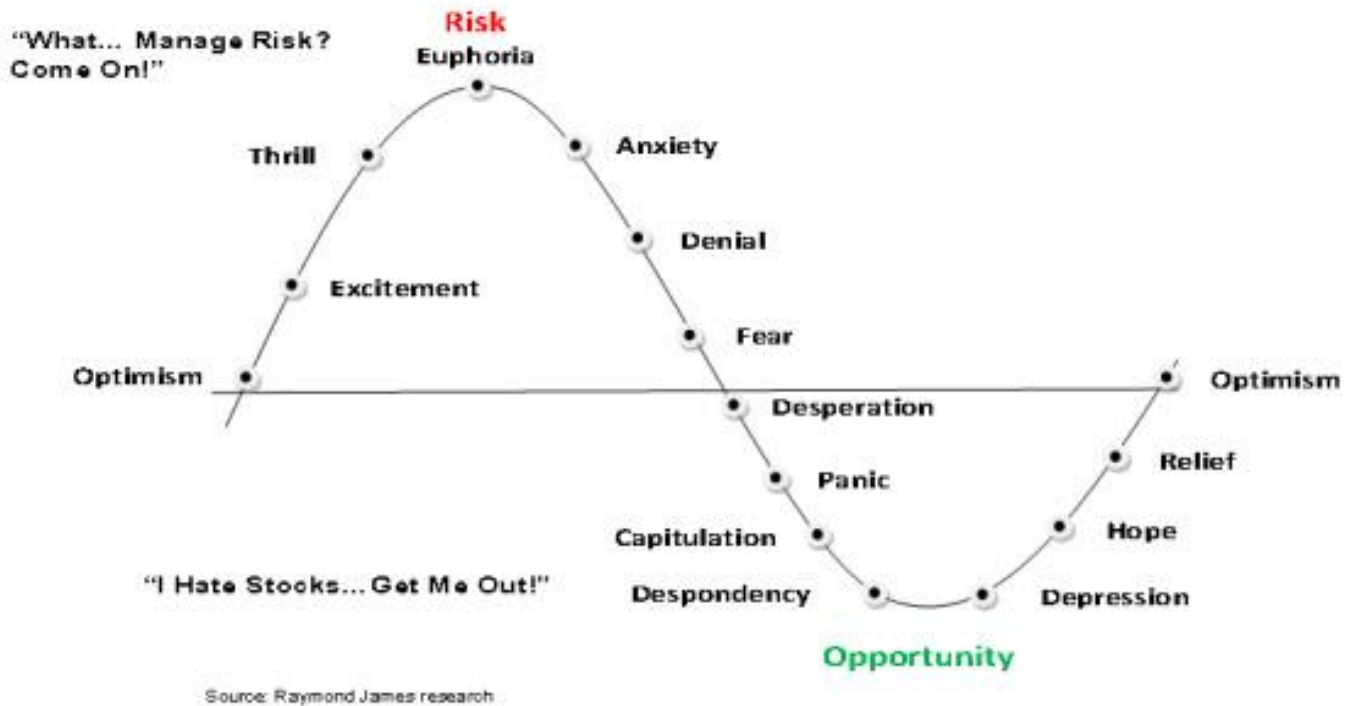 Risk
"What... Manage Risk?
Come On!"
Euphoria
Thrill
Anxiety
Denial
Excitement
Fear
Optimism
Optimism
Desperation
Relief
Panic
Hope
Capitulation
"I Hate Stocks... Get Me Out!"
Despondency
Depression
Opportunity
Source: Raymond James research